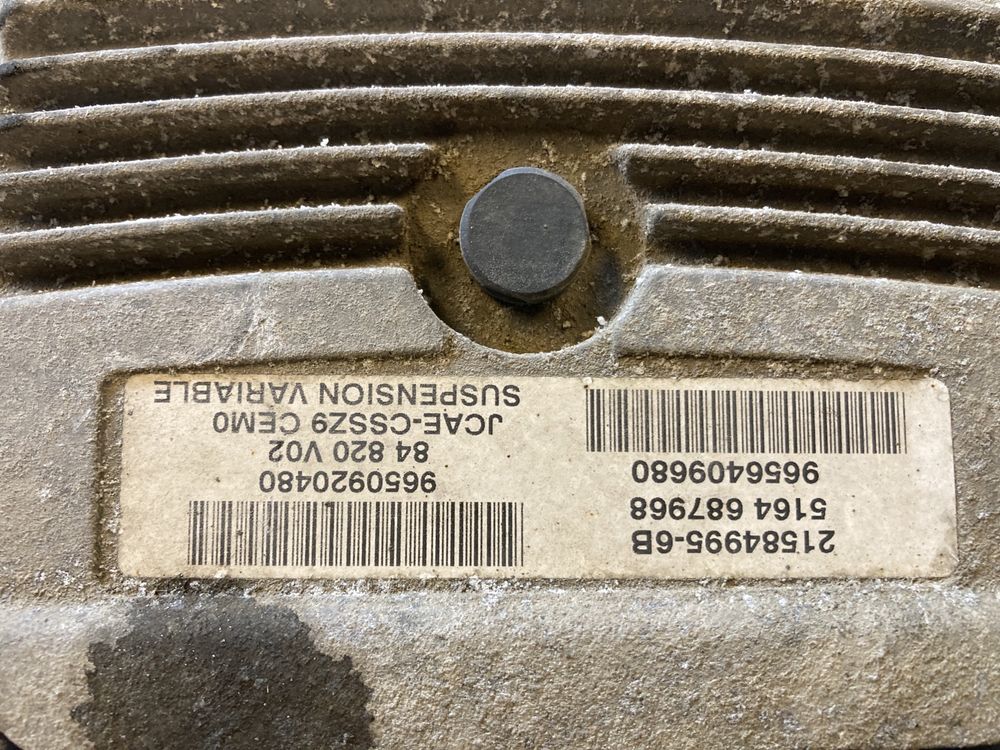 21584995-6B
5164 687968
9656409680
9650920480
84 820 V02
JCAE-CSSZ9 CEM0
SUSPENSION VARIABLE